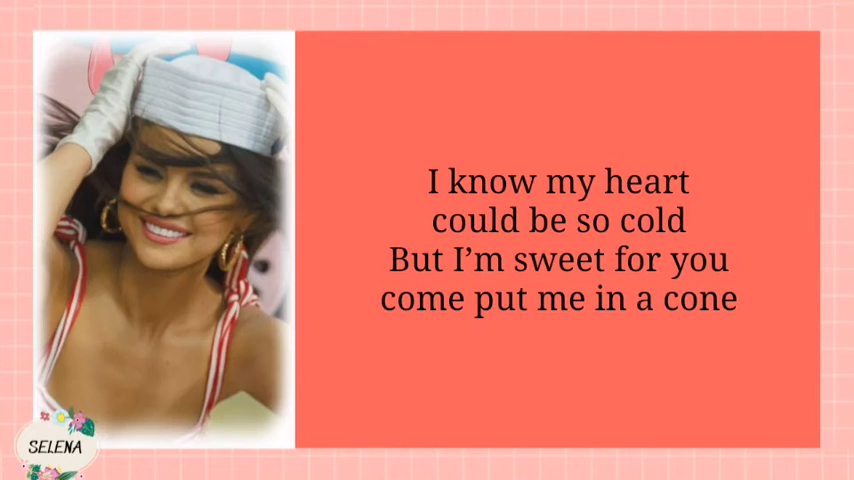 I know my heart
could be so cold
But I’m sweet for you
come put me in a cone
SELENA